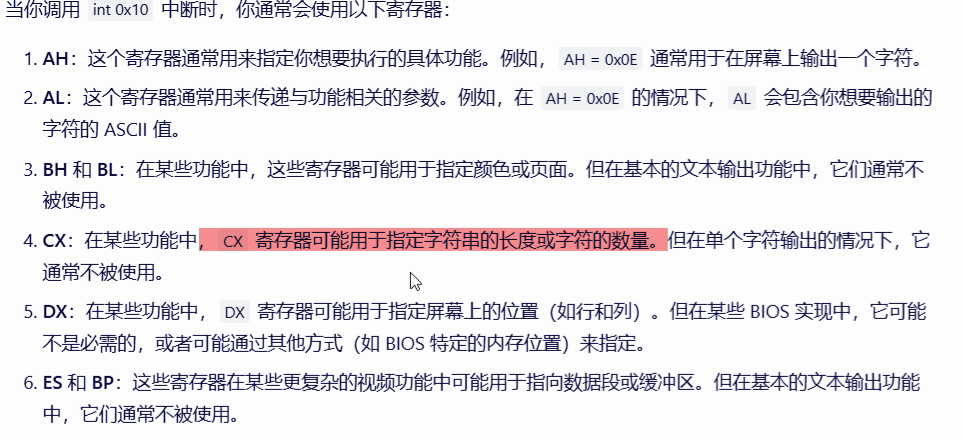 当你调用 int 0x10 中断时，你通常会使用以下寄存器：
1. AH：这个寄存器通常用来指定你想要执行的具体功能。例如， AH = 0x0E 通常用于在屏幕上输出一个字符。
2. AL：这个寄存器通常用来传递与功能相关的参数。例如，在 AH = 0x0E 的情况下， AL 会包含你想要输出的
字符的 ASCII 值。
3. BH 和 BL：在某些功能中，这些寄存器可能用于指定颜色或页面。但在基本的文本输出功能中，它们通常不
被使用。
4. CX：在某些功能中， CX 寄存器可能用于指定字符串的长度或字符的数量。但在单个字符输出的情况下，它
通常不被使用。
5. DX：在某些功能中， DX 寄存器可能用于指定屏幕上的位置（如行和列）。但在某些 BIOS 实现中，它可能
不是必需的，或者可能通过其他方式（如 BIOS 特定的内存位置）来指定。
6. ES 和 BP：这些寄存器在某些更复杂的视频功能中可能用于指向数据段或缓冲区。但在基本的文本输出功能
中，它们通常不被使用。